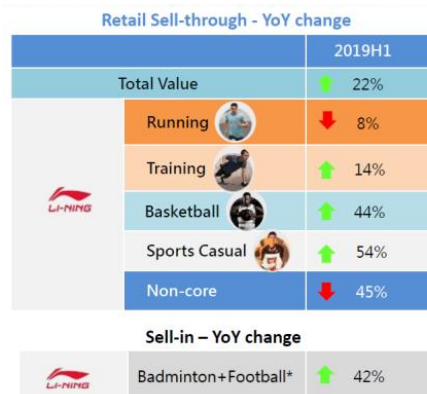 Retail Sell-through - YoY change
2019H1
Total Value 22%
Running 8%
LI-NING
Training 14%
Basketball 44%
Sports Casual 54%
Non-core 45%
Sell-in – YoY change
LI-NING Badminton+Football* 42%